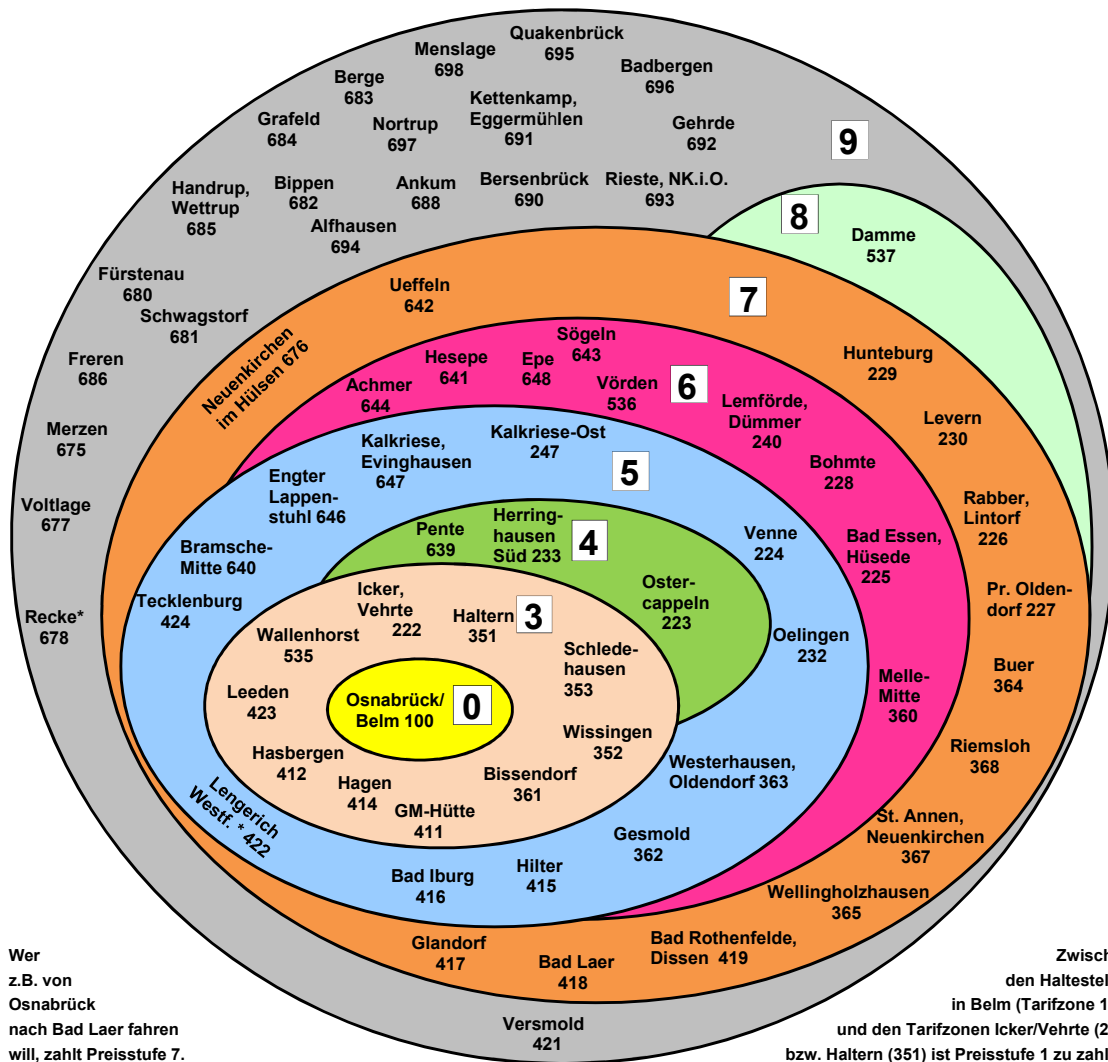 Quakenbrück
695
Menslage
698
Badbergen
696
Berge
683
Kettenkamp,
Eggermühlen
691
Grafeld
684
Nortrup
697
Gehrde
692
9
Handrup,
Wettrup
685
Bippen
682
Ankum
688
Bersenbrück
690
Rieste, NK.i.O.
693
8
Alfhausen
694
Damme
537
Fürstenau
680
Ueffeln
642
7
Schwagstorf
681
Freren
686
Neuenkirchen
im Hülsen 676
Sögeln
643
Hesepe
641
Epe
648
Hunteburg
229
Achmer
644
Vörden
536
6
Lemförde,
Dümmer
240
Levern
230
Merzen
675
Kalkriese,
Evinghausen
647
Kalkriese-Ost
247
Bohmte
228
Engter
Lappen-
stuhl 646
5
Voltlage
677
Rabber,
Lintorf
226
Pente
639
Herring-
hausen
Süd 233
4
Venne
224
Bad Essen,
Hüsede
225
Bramsche-
Mitte 640
Pr. Olden-
dorf 227
Tecklenburg
424
Icker,
Vehrte
222
Haltern
351
3
Oster-
cappeln
223
Recke*
678
Oelingen
232
Wallenhorst
535
Schlede-
hausen
353
Buer
364
Leeden
423
Osnabrück/
Belm 100
0
Melle-
Mitte
360
Wissingen
352
Riemsloh
368
Hasbergen
412
Hagen
414
Bissendorf
361
Westerhausen,
Oldendorf 363
Lengerich
Westf. * 422
GM-Hütte
411
St. Annen,
Neuenkirchen
367
Gesmold
362
Bad Iburg
416
Hilter
415
Wellingholzhausen
365
Glandorf
417
Bad Laer
418
Bad Rothenfelde,
Dissen 419
Versmold
421
Wer
z.B. von
Osnabrück
nach Bad Laer fahren
will, zahlt Preisstufe 7.
Zwisch
den Haltestel
in Belm (Tarifzone 1
und den Tarifzonen Icker/Vehrte (2
bzw. Haltern (351) ist Preisstufe 1 zu zahl